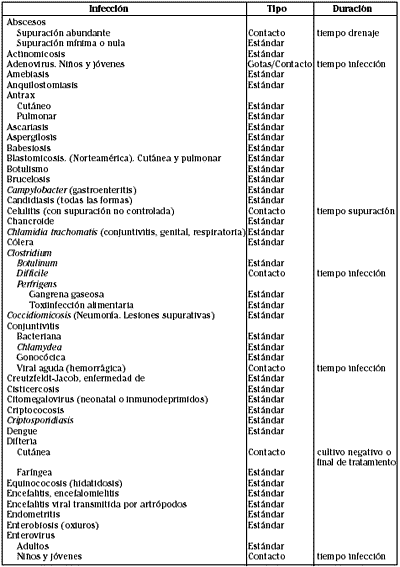 Infección Tipo Duración
Abscesos
Supuración abundante Contacto tiempo drenaje
Supuración mínima o nula Estándar
Actinomicosis Estándar
Adenovirus. Niños y jóvenes Gotas/Contacto tiempo infección
Amebiasis Estándar
Anquilostomiasis Estándar
Antrax
Cutáneo Estándar
Pulmonar Estándar
Ascariasis Estándar
Aspergilosis Estándar
Babesiosis Estándar
Blastomicosis. (Norteamérica). Cutánea y pulmonar Estándar
Botulismo Estándar
Brucelosis Estándar
Campylobacter (gastroenteritis) Estándar
Candidiasis (todas las formas) Estándar
Celulitis (con supuración no controlada) Contacto tiempo supuración
Chancroide Estándar
Chlamidia trachomatis (conjuntivitis, genital, respiratoria) Estándar
Cólera Estándar
Clostridium
Botulinum Estándar
Difficile Contacto tiempo infección
Perfrigens
Gangrena gaseosa Estándar
Toxiinfección alimentaria Estándar
Coccidiomicosis (Neumonía. Lesiones supurativas) Estándar
Conjuntivitis
Bacteriana Estándar
Chlamydea Estándar
Gonocócica Estándar
Viral aguda (hemorrágica) Contacto tiempo infección
Creutzfeldt-Jacob, enfermedad de Estándar
Cisticercosis Estándar
Citomegalovirus (neonatal o inmunodeprimidos) Estándar
Criptococosis Estándar
Criptosporidiasis Estándar
Dengue Estándar
Difteria
Cutánea Contacto cultivo negativo o
final de tratamiento
Faríngea Estándar
Equinococosis (hidatidosis) Estándar
Encefalitis, encefalomielitis Estándar
Encefalitis viral transmitida por artrópodos Estándar
Endometritis Estándar
Enterobiosis (oxiuros) Estándar
Enterovirus
Adultos Estándar
Niños y jóvenes Contacto tiempo infección